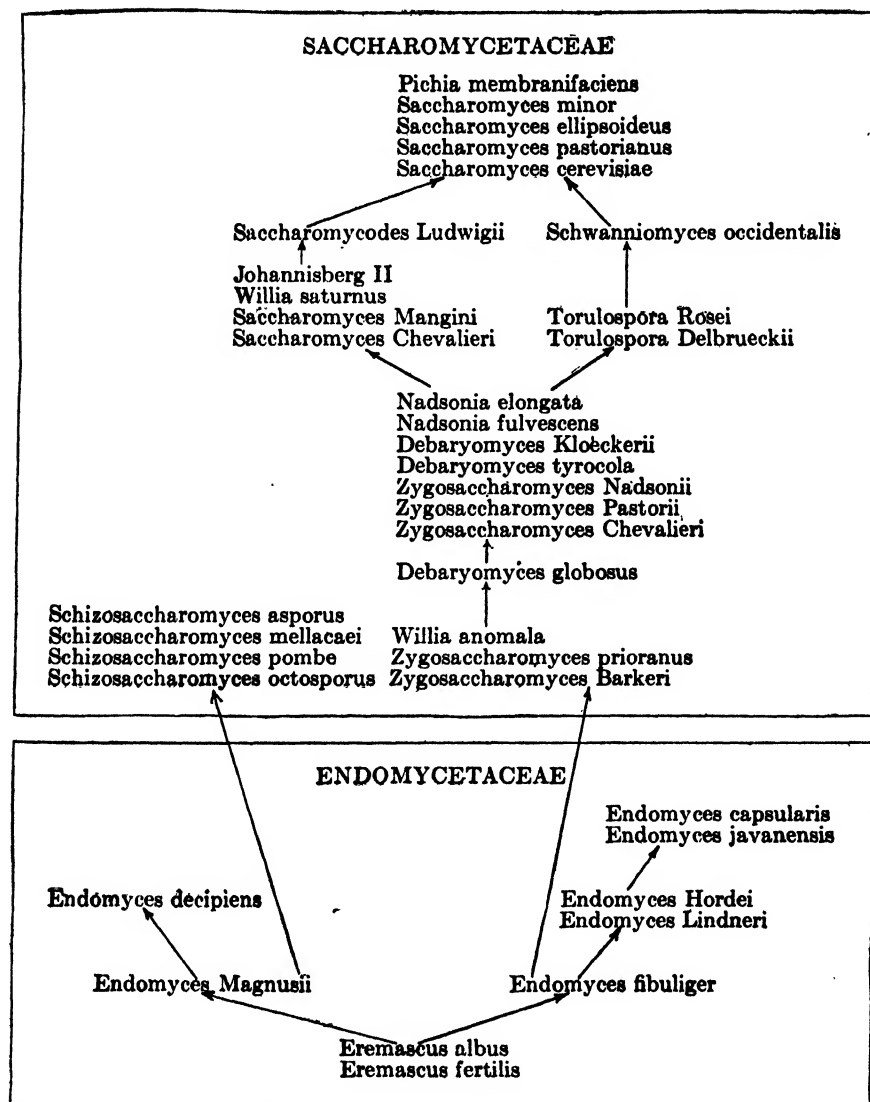 SACCHAROMYCETACEAE
Pichia membranifaciens
Saccharomyces minor
Saccharomyces ellipsoideus
Saccharomyces pastorianus
Saccharomyces cerevisiae
Saccharomycodes Ludwigii
Schwanniomyces occidentalis
Johannisberg II
Willia saturnus
Saccharomyces Mangini
Saccharomyces Chevalieri
Torulospora Rosei
Torulospora Delbrueckii
Nadsonia elongata
Nadsonia fulvescens
Debaryomyces Kloeckerii
Debaryomyces tyrocola
Zygosaccharomyces Nadsonii
Zygosaccharomyces Pastorii
Zygosaccharomyces Chevalieri
Debaryomyces globosus
Schizosaccharomyces asporus
Schizosaccharomyces mellacaei
Schizosaccharomyces pombe
Schizosaccharomyces octosporus
Willia anomala
Zygosaccharomyces prioranus
Zygosaccharomyces Barkeri
ENDOMYCETACEAE
Endomyces capsularis
Endomyces javanensis
Endomyces decipiens
Endomyces Hordei
Endomyces Lindneri
Endomyces Magnusii
Endomyces fibuliger
Eremascus albus
Eremascus fertilis